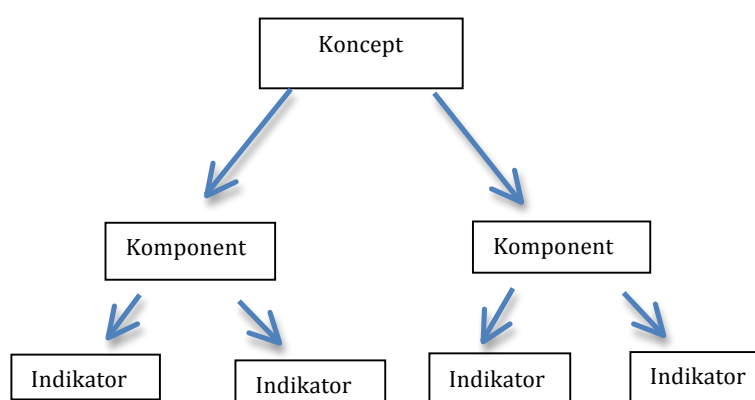 Koncept
Komponent
Komponent
Indikator
Indikator
Indikator
Indikator